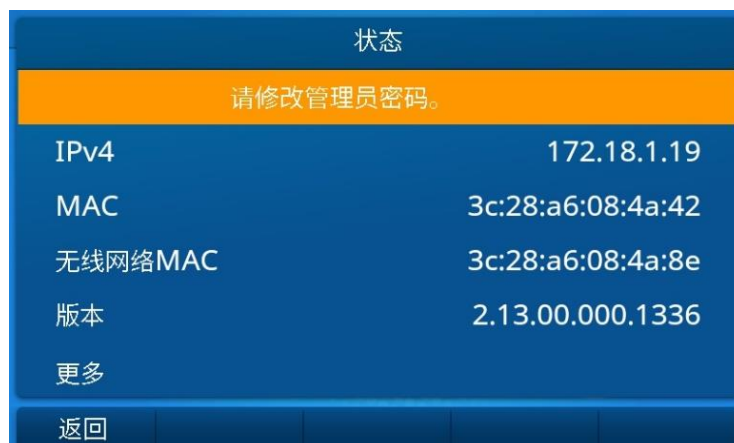 状态
请修改管理员密码。
IPv4 172.18.1.19
MAC 3c:28:a6:08:4a:42
无线网络MAC 3c:28:a6:08:4a:8e
版本 2.13.00.000.1336
更多
返回